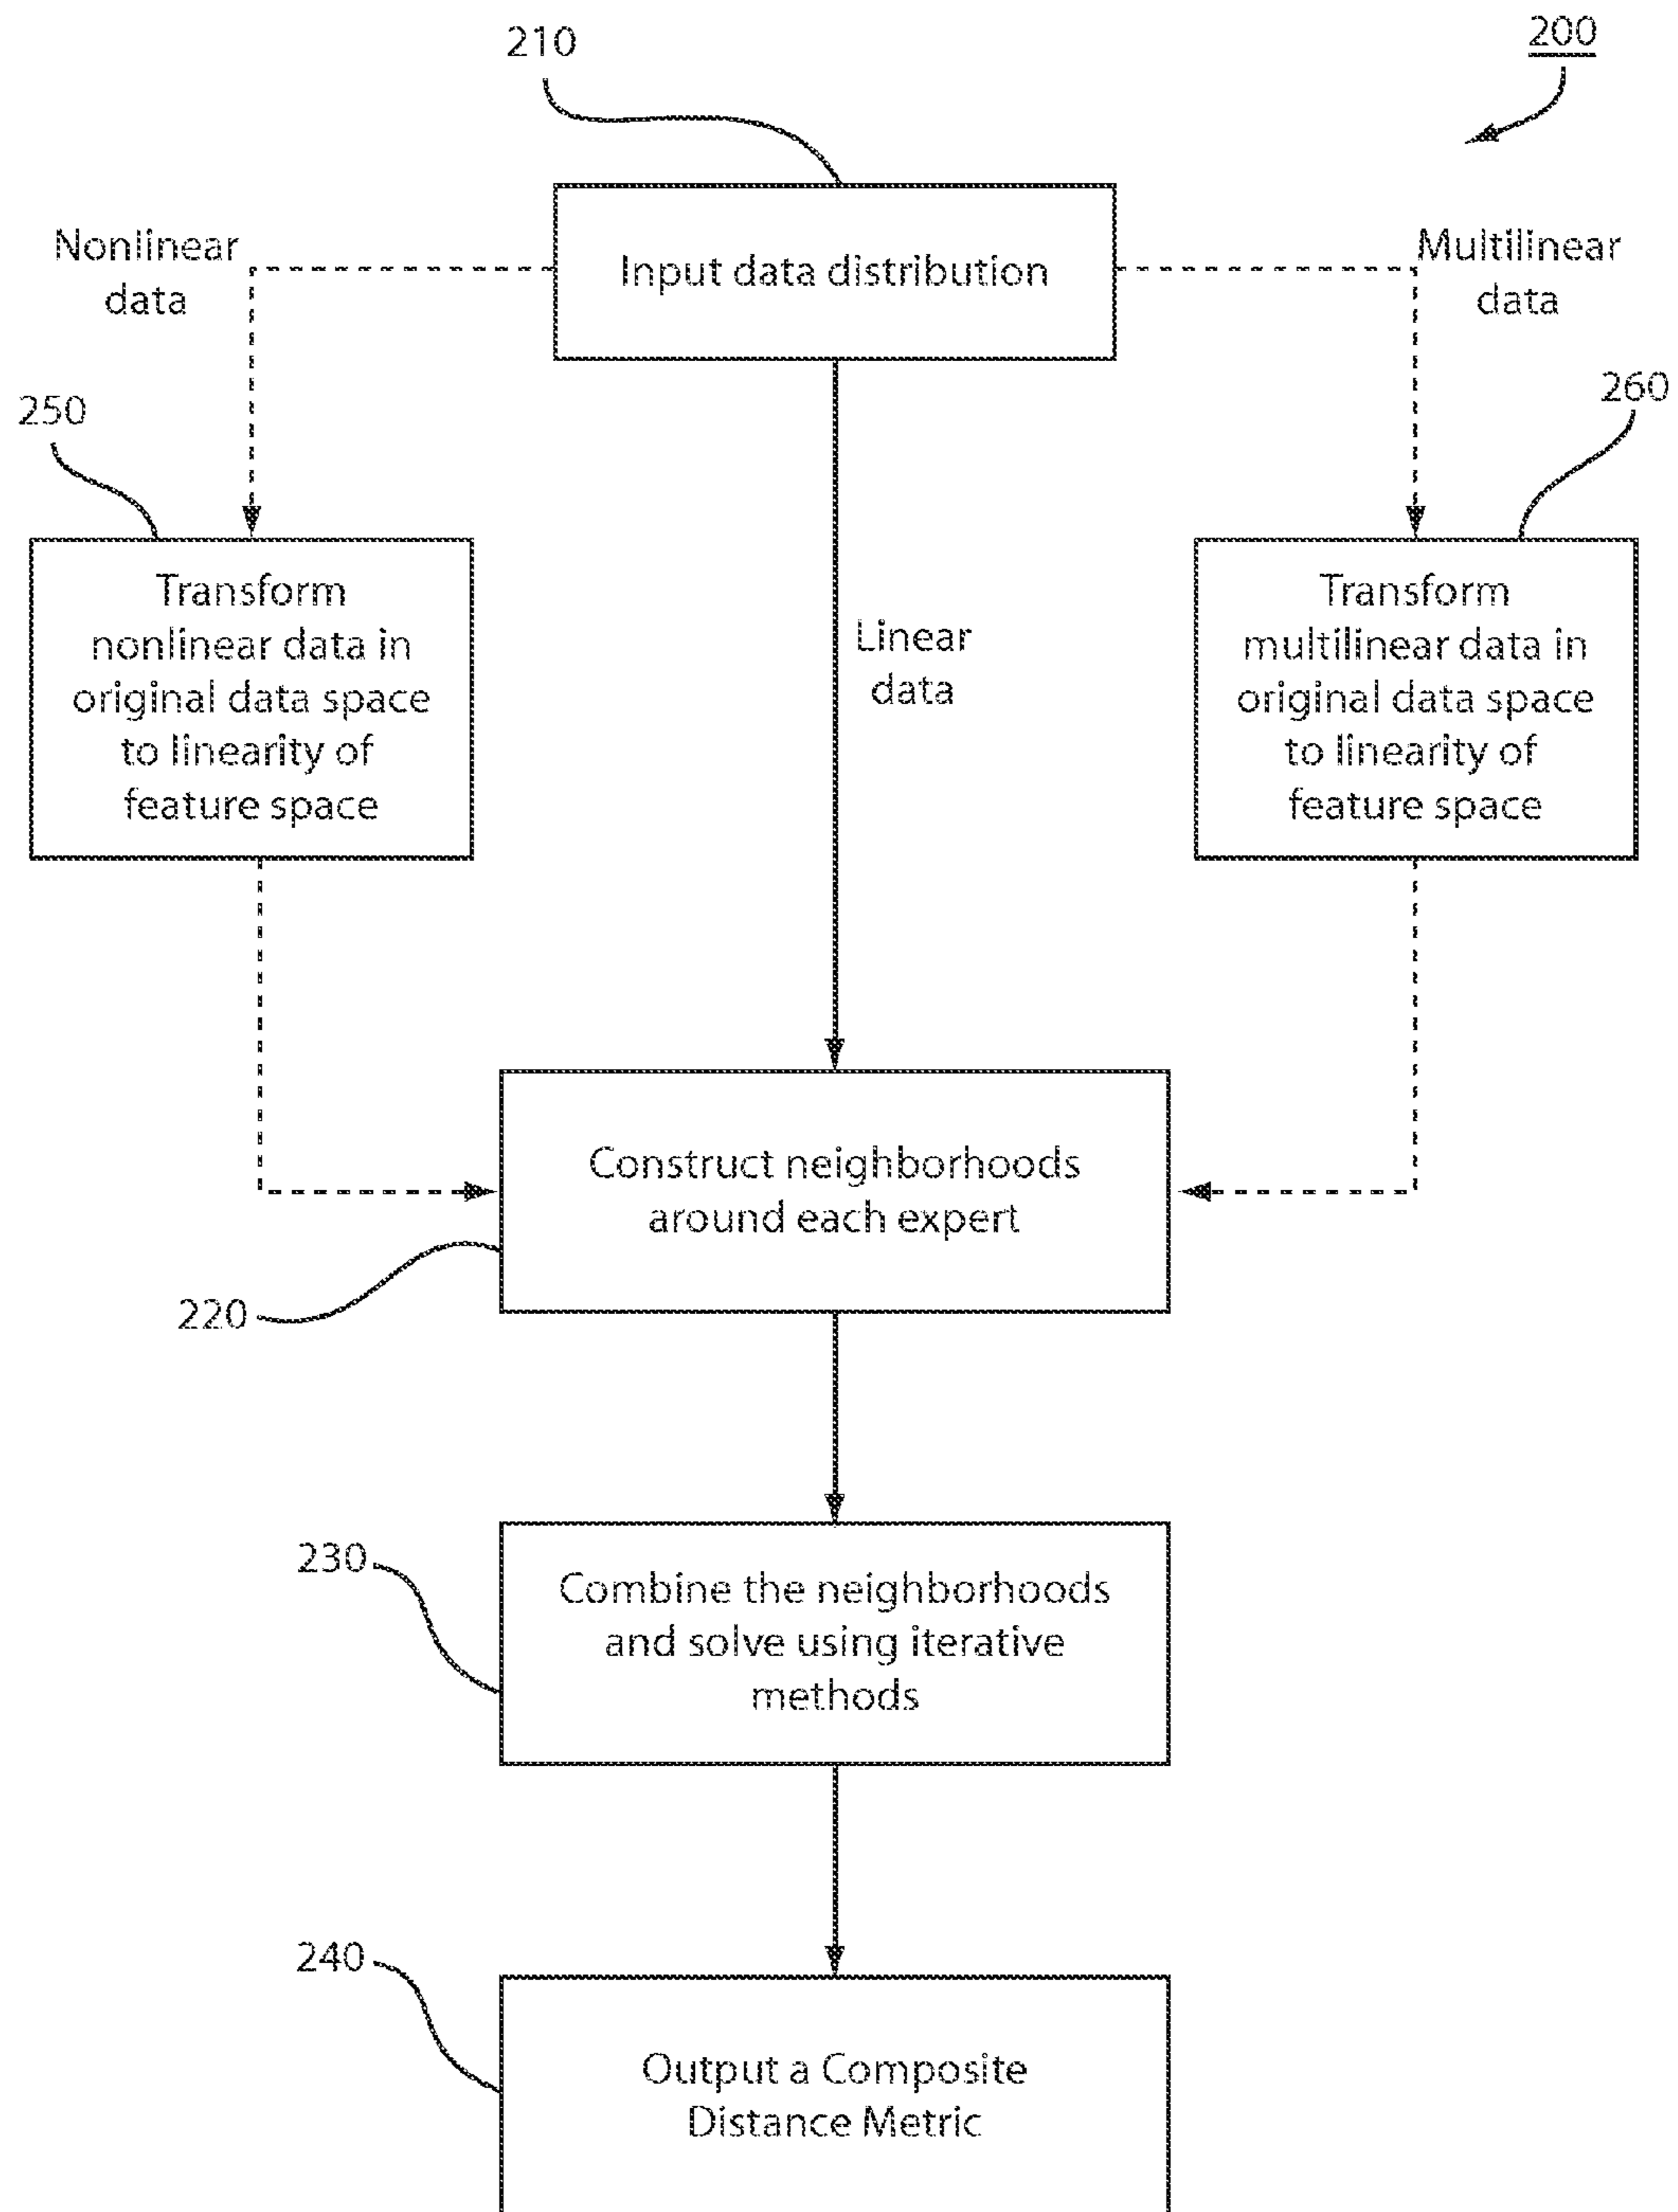 210
200
Nonlinear
data
Input data distribution
Multilinear
data
250
260
Transform
nonlinear data in
original data space
to linearity of
feature space
Linear
data
Transform
multilinear data in
original data space
to linearity of
feature space
Construct neighborhoods
around each expert
220
230
Combine the neighborhoods
and solve using iterative
methods
240
Output a Composite
Distance Metric